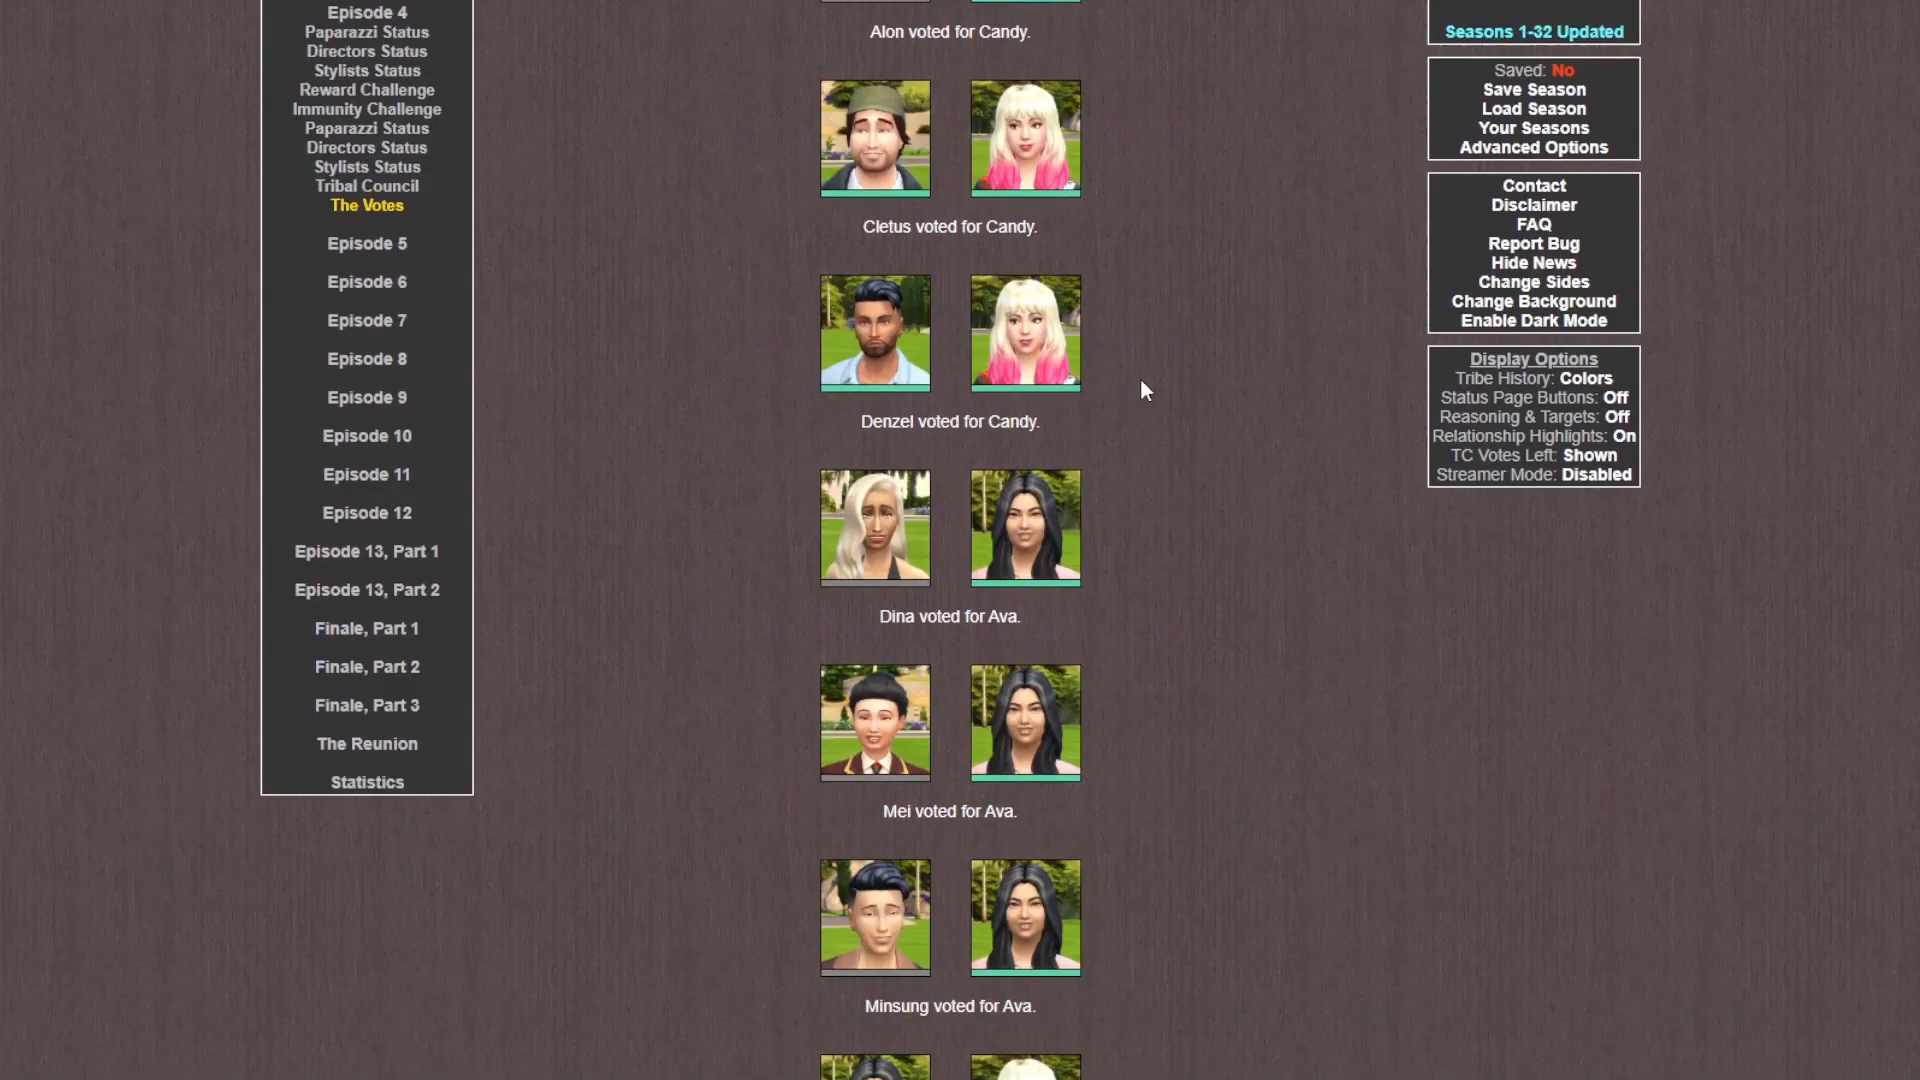 Episode 4
Paparazzi Status
Directors Status
Stylists Status
Reward Challenge
Immunity Challenge
Paparazzi Status
Directors Status
Stylists Status
Tribal Council
The Votes
Episode 5
Episode 6
Episode 7
Episode 8
Episode 9
Episode 10
Episode 11
Episode 12
Episode 13, Part 1
Episode 13, Part 2
Finale, Part 1
Finale, Part 2
Finale, Part 3
The Reunion
Statistics
Alon voted for Candy.
Cletus voted for Candy.
Denzel voted for Candy.
Dina voted for Ava.
Mei voted for Ava.
Minsung voted for Ava.
Seasons 1-32 Updated
Saved: No
Save Season
Load Season
Your Seasons
Advanced Options
Contact
Disclaimer
FAQ
Report Bug
Hide News
Change Sides
Change Background
Enable Dark Mode
Display Options
Tribe History: Colors
Status Page Buttons: Off
Reasoning & Targets: Off
Relationship Highlights: On
TC Votes Left: Shown
Streamer Mode: Disabled